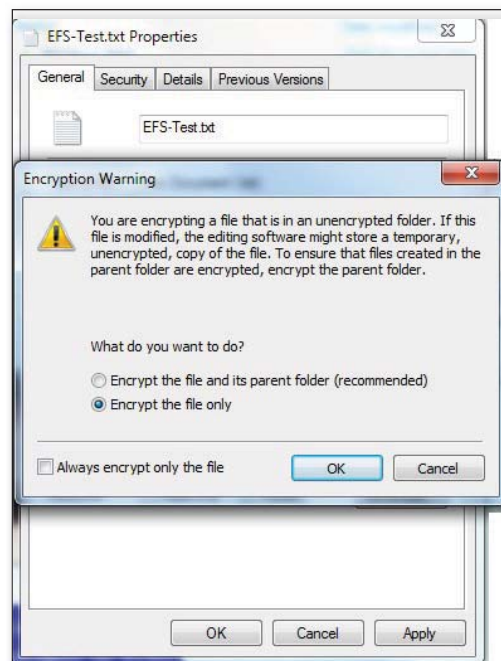 EFS-Test.txt Properties
General Security Details Previous Versions
EFS-Test.txt
Encryption Warning
You are encrypting a file that is in an unencrypted folder. If this
file is modified, the editing software might store a temporary,
unencrypted, copy of the file. To ensure that files created in the
parent folder are encrypted, encrypt the parent folder.
What do you want to do?
Encrypt the file and its parent folder (recommended)
Encrypt the file only
Always encrypt only the file
OK Cancel
OK Cancel Apply